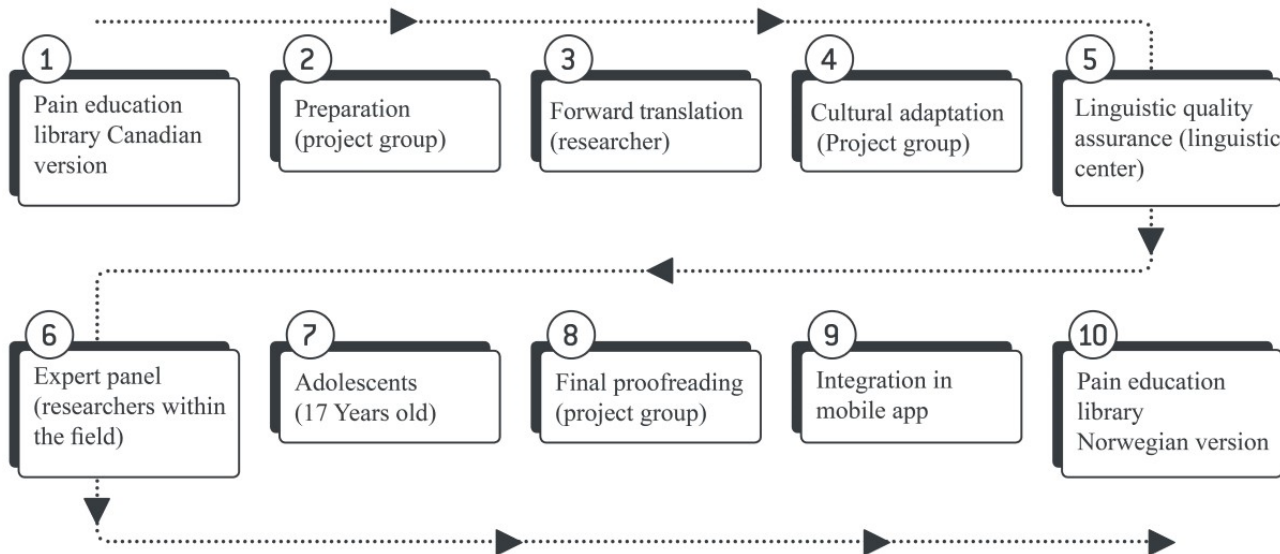 1
Pain education
library Canadian
version
2
Preparation
(project group)
3
Forward translation
(researcher)
4
Cultural adaptation
(Project group)
5
Linguistic quality
assurance (linguistic
center)
6
Expert panel
(researchers within
the field)
7
Adolescents
(17 Years old)
8
Final proofreading
(project group)
9
Integration in
mobile app
10
Pain education
library
Norwegian version